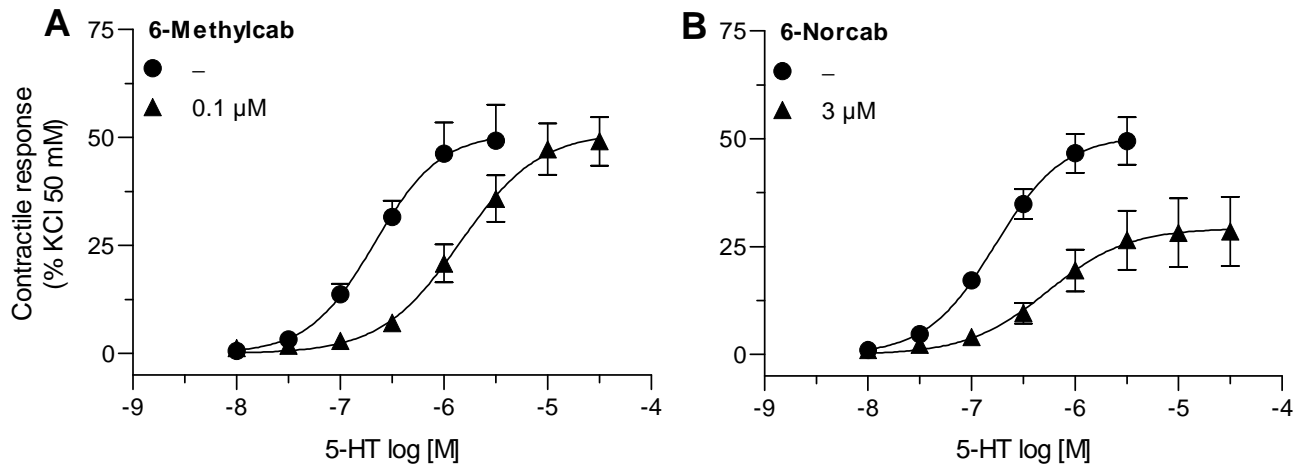 A
6-Methylcab
–
0.1 µM
Contractile response
(% KCl 50 mM)
75
50
25
0
-9 -8 -7 -6 -5 -4
5-HT log [M]
B
6-Norcab
–
3 µM
75
50
25
0
-9 -8 -7 -6 -5 -4
5-HT log [M]